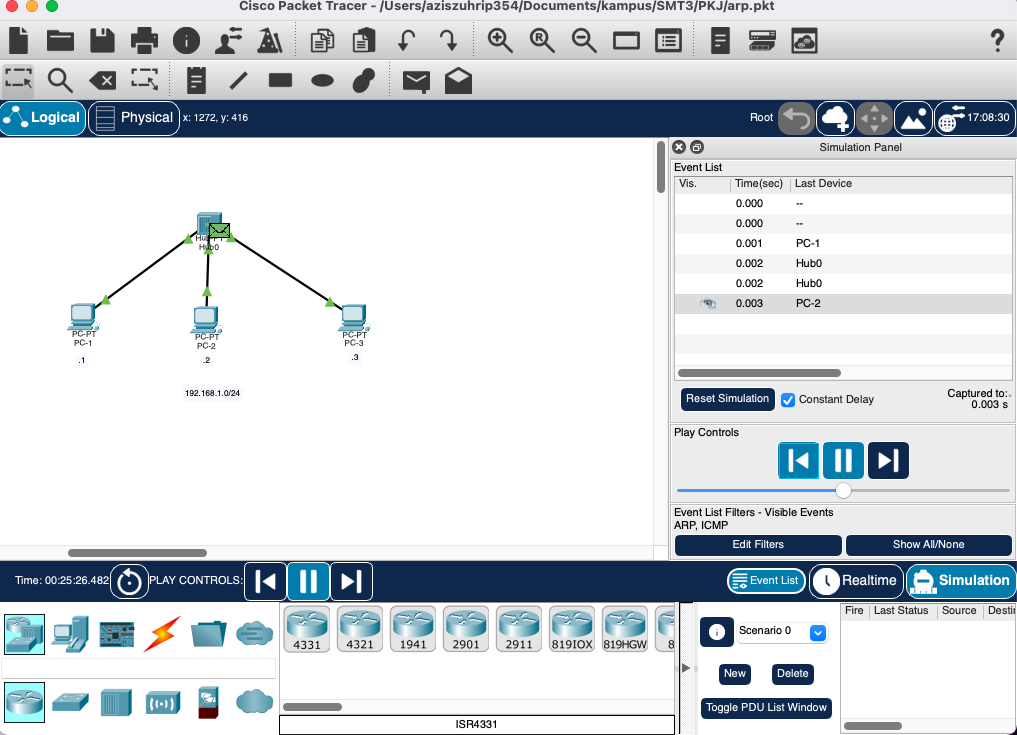 Cisco Packet Tracer - /Users/aziszuhrip354/Documents/kampus/SMT3/PKJ/arp.pkt
Logical
Physical
x: 1272, y: 416
Root
17:08:30
Simulation Panel
Event List
Vis. Time(sec) Last Device
0.000 --
0.000 --
0.001 PC-1
0.002 Hub0
0.002 Hub0
0.003 PC-2
Hub-PT
Hub0
PC-PT
PC-1
.1
PC-PT
PC-2
.2
PC-PT
PC-3
.3
192.168.1.0/24
Reset Simulation
Constant Delay
Captured to:
0.003 s
Play Controls
Event List Filters - Visible Events
ARP, ICMP
Edit Filters
Show All/None
Time: 00:25:26.482
PLAY CONTROLS:
Event List
Realtime
Simulation
4331 4321 1941 2901 2911 819IOX 819HGW 8
ISR4331
Scenario 0
New
Delete
Toggle PDU List Window
Fire Last Status Source Destin